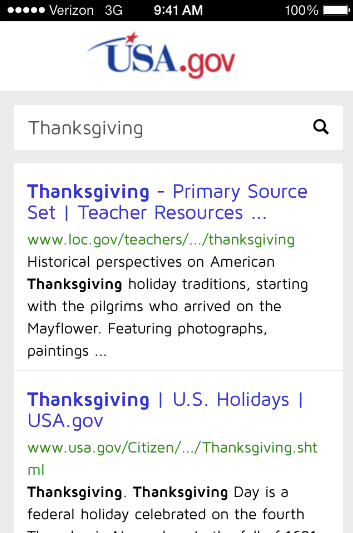 Verizon 3G 9:41 AM 100%
USA.gov
Thanksgiving
Thanksgiving - Primary Source
Set | Teacher Resources ...
www.loc.gov/teachers/.../thanksgiving
Historical perspectives on American
Thanksgiving holiday traditions, starting
with the pilgrims who arrived on the
Mayflower. Featuring photographs,
paintings ...
Thanksgiving | U.S. Holidays |
USA.gov
www.usa.gov/Citizen/.../Thanksgiving.sht
ml
Thanksgiving. Thanksgiving Day is a
federal holiday celebrated on the fourth